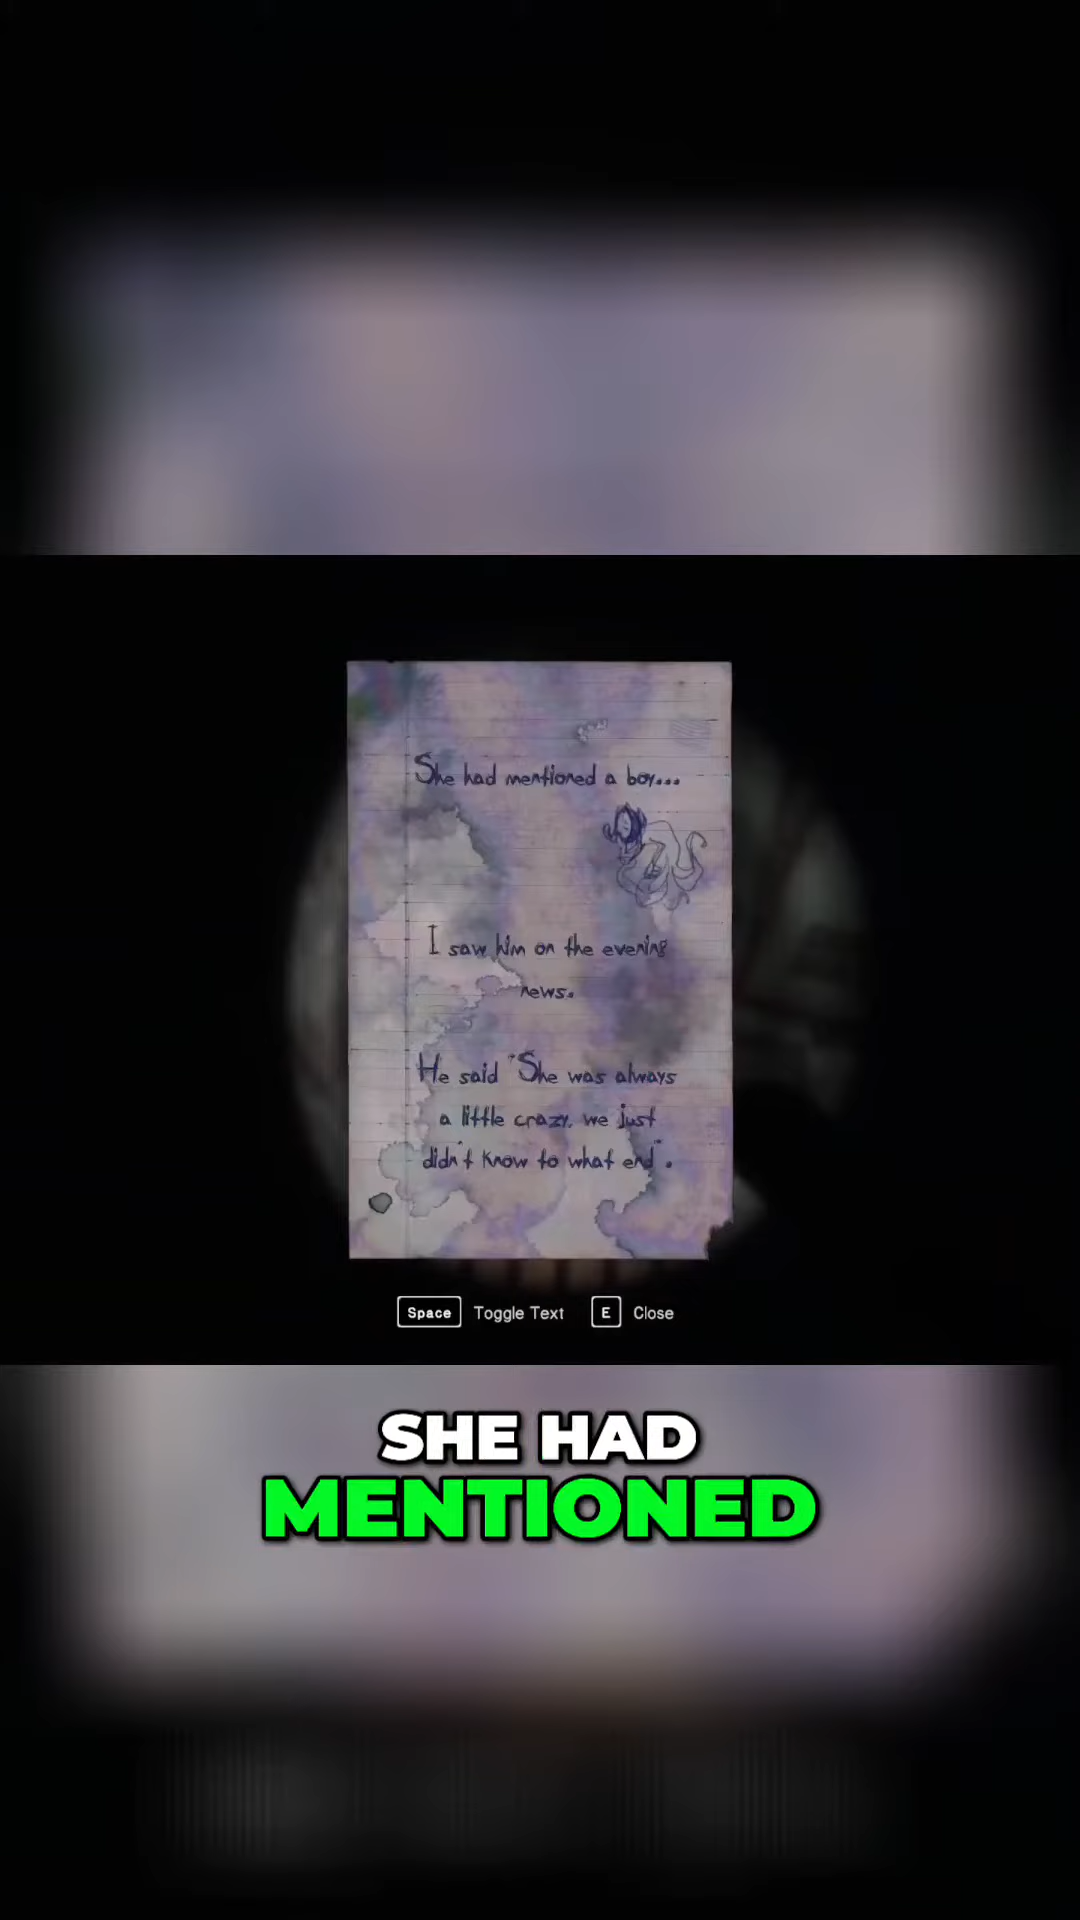 She had mentioned a boy...
I saw him on the evening
news.
He said "She was always
a little crazy, we just
didn't know to what end".
Space Toggle Text E Close
SHE HAD
MENTIONED